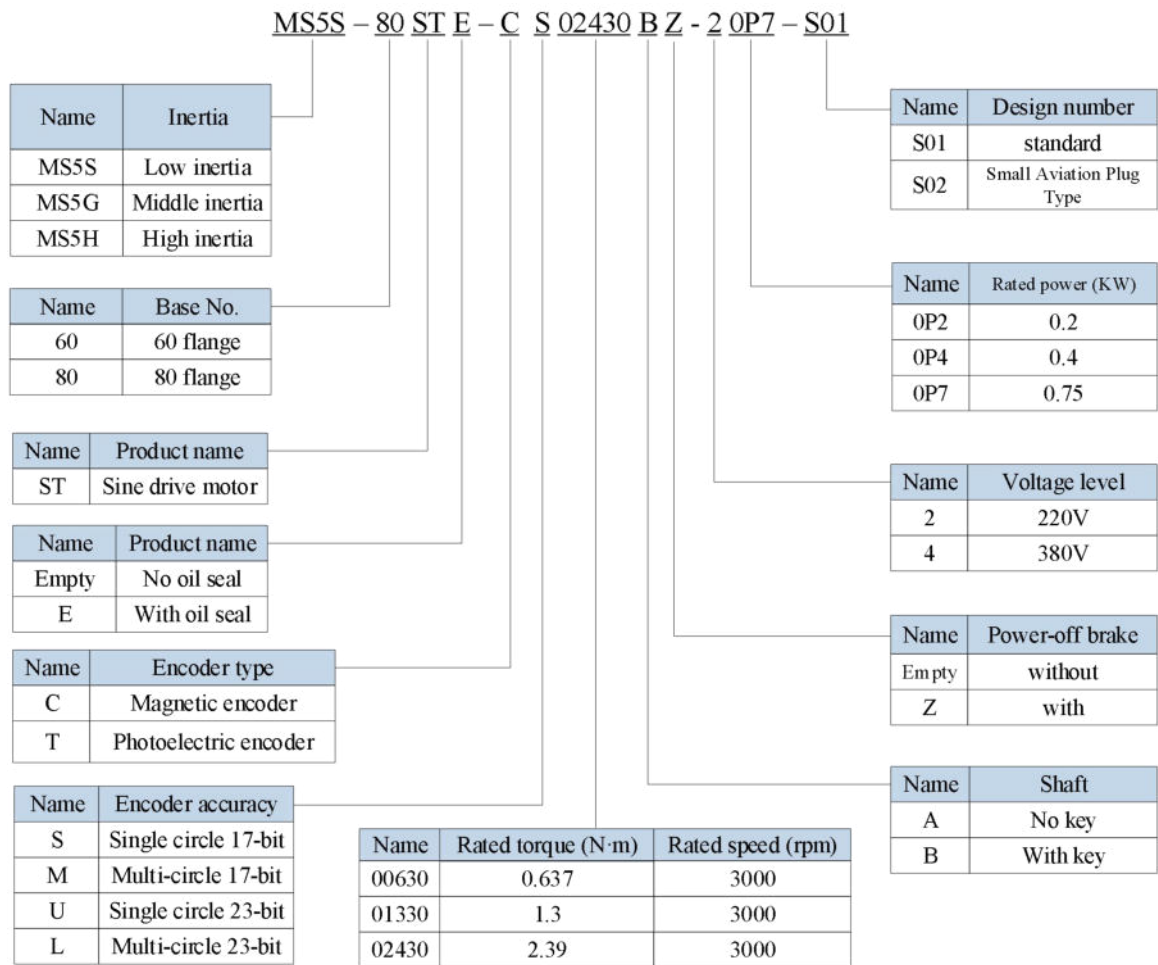 MS5S – 80 ST E – C S 02430 B Z - 2 0P7 – S01
Name Inertia
MS5S Low inertia
MS5G Middle inertia
MS5H High inertia
Name Base No.
60 60 flange
80 80 flange
Name Product name
ST Sine drive motor
Name Product name
Empty No oil seal
E With oil seal
Name Encoder type
C Magnetic encoder
T Photoelectric encoder
Name Encoder accuracy
S Single circle 17-bit
M Multi-circle 17-bit
U Single circle 23-bit
L Multi-circle 23-bit
Name Rated torque (N·m) Rated speed (rpm)
00630 0.637 3000
01330 1.3 3000
02430 2.39 3000
Name Design number
S01 standard
S02 Small Aviation Plug
Type
Name Rated power (KW)
0P2 0.2
0P4 0.4
0P7 0.75
Name Voltage level
2 220V
4 380V
Name Power-off brake
Empty without
Z with
Name Shaft
A No key
B With key